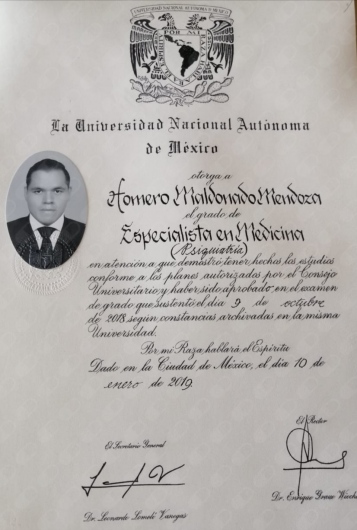 UNIVERSIDAD NACIONAL AUTÓNOMA DE MÉXICO
POR MI RAZA HABLARÁ EL ESPÍRITU
La Universidad Nacional Autónoma
de México
otorga a
Homero Maldonado Mendoza
el grado de
Especialista en Medicina
(Psiquiatría)
en atención a que demostró tener hechos los estudios
conforme a los planes autorizados por el Consejo
Universitario y haber sido aprobado en el examen
de grado que sustentó el día 9 de octubre
de 2018 según constancias archivadas en la misma
Universidad.
Por mi Raza hablará el Espíritu
Dado en la Ciudad de México, el día 10 de
enero de 2019
El Secretario General
El Rector
Dr. Leonardo Lomelí Vanegas
Dr. Enrique Graue